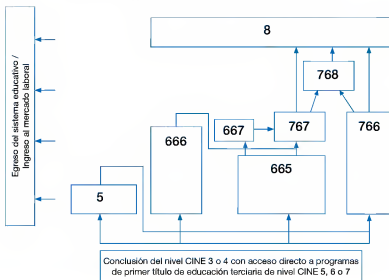 Egreso del sistema educativo /
Ingreso al mercado laboral
8
768
667
767
766
666
665
5
Conclusión del nivel CINE 3 o 4 con acceso directo a programas
de primer título de educación terciaria de nivel CINE 5, 6 o 7